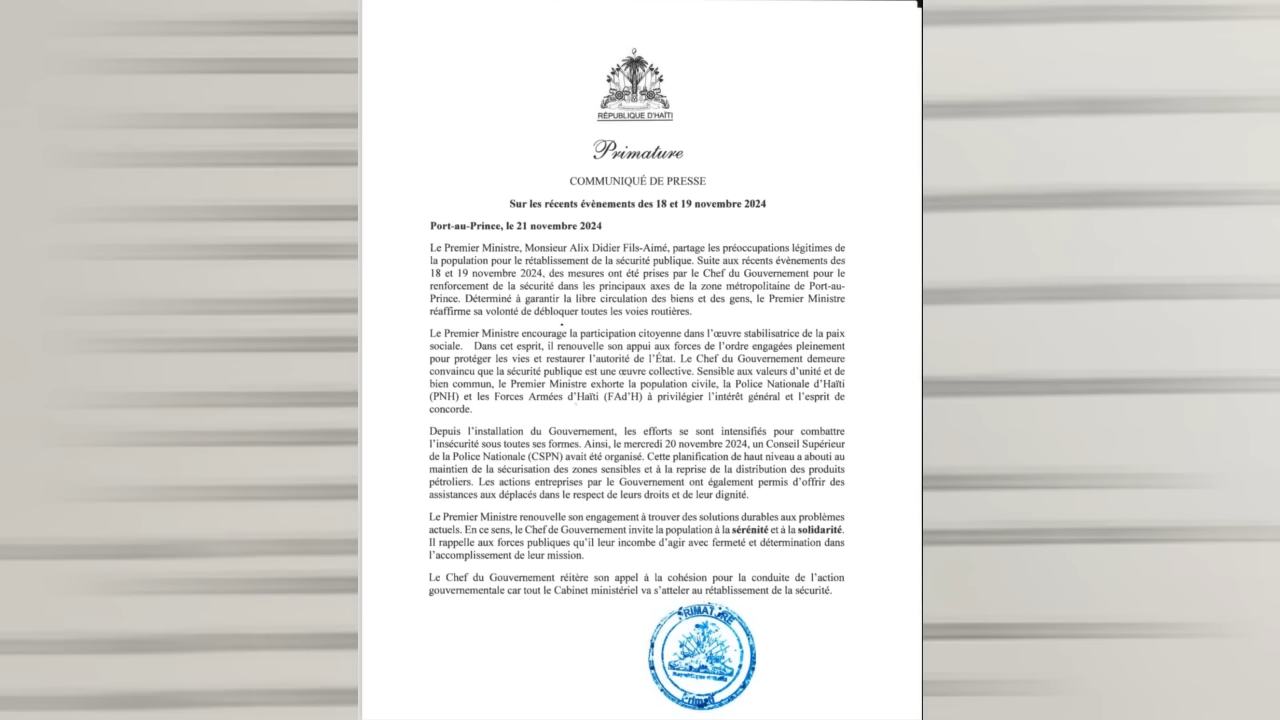 RÉPUBLIQUE D'HAÏTI
Primature
COMMUNIQUÉ DE PRESSE
Sur les récents évènements des 18 et 19 novembre 2024
Port-au-Prince, le 21 novembre 2024
Le Premier Ministre, Monsieur Alix Didier Fils-Aimé, partage les préoccupations légitimes de
la population pour le rétablissement de la sécurité publique. Suite aux récents évènements des
18 et 19 novembre 2024, des mesures ont été prises par le Chef du Gouvernement pour le
renforcement de la sécurité dans les principaux axes de la zone métropolitaine de Port-au-
Prince. Déterminé à garantir la libre circulation des biens et des gens, le Premier Ministre
réaffirme sa volonté de débloquer toutes les voies routières.
Le Premier Ministre encourage la participation citoyenne dans l'œuvre stabilisatrice de la paix
sociale. Dans cet esprit, il renouvelle son appui aux forces de l'ordre engagées pleinement
pour protéger les vies et restaurer l'autorité de l'État. Le Chef du Gouvernement demeure
convaincu que la sécurité publique est une œuvre collective. Sensible aux valeurs d'unité et de
bien commun, le Premier Ministre exhorte la population civile, la Police Nationale d'Haïti
(PNH) et les Forces Armées d'Haïti (FAd'H) à privilégier l'intérêt général et l'esprit de
concorde.
Depuis l'installation du Gouvernement, les efforts se sont intensifiés pour combattre
l'insécurité sous toutes ses formes. Ainsi, le mercredi 20 novembre 2024, un Conseil Supérieur
de la Police Nationale (CSPN) avait été organisé. Cette planification de haut niveau a abouti au
maintien de la sécurisation des zones sensibles et à la reprise de la distribution des produits
pétroliers. Les actions entreprises par le Gouvernement ont également permis d'offrir des
assistances aux déplacés dans le respect de leurs droits et de leur dignité.
Le Premier Ministre renouvelle son engagement à trouver des solutions durables aux problèmes
actuels. En ce sens, le Chef de Gouvernement invite la population à la sérénité et à la solidarité.
Il rappelle aux forces publiques qu'il leur incombe d'agir avec fermeté et détermination dans
l'accomplissement de leur mission.
Le Chef du Gouvernement réitère son appel à la cohésion pour la conduite de l'action
gouvernementale car tout le Cabinet ministériel va s'atteler au rétablissement de la sécurité.
PRIMATURE